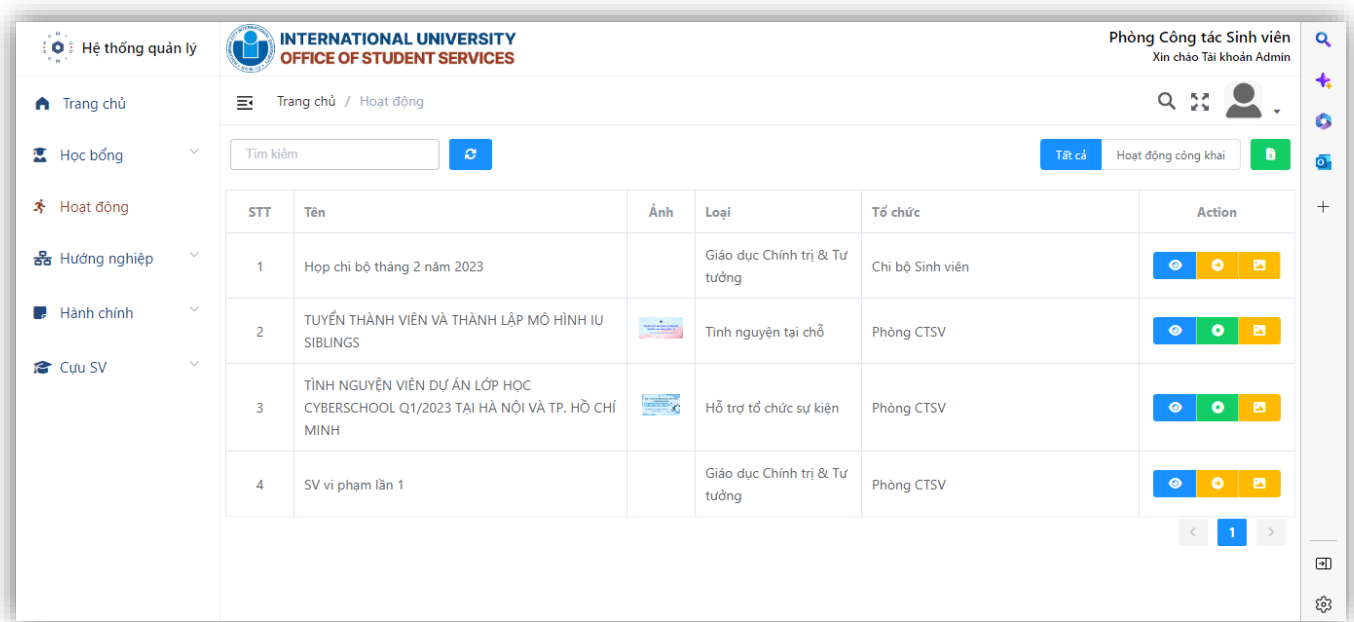 Hệ thống quản lý
INTERNATIONAL UNIVERSITY
OFFICE OF STUDENT SERVICES
Phòng Công tác Sinh viên
Xin chào Tài khoản Admin
Trang chủ
Học bổng
Hoạt động
Hướng nghiệp
Hành chính
Cựu SV
Trang chủ / Hoạt động
Tìm kiếm
Tất cả
Hoạt động công khai
STT Tên Ảnh Loại Tổ chức Action
1 Họp chi bộ tháng 2 năm 2023 Giáo dục Chính trị & Tư
tưởng Chi bộ Sinh viên
2 TUYỂN THÀNH VIÊN VÀ THÀNH LẬP MÔ HÌNH IU
SIBLINGS Tình nguyện tại chỗ Phòng CTSV
3 TÌNH NGUYỆN VIÊN DỰ ÁN LỚP HỌC
CYBERSCHOOL Q1/2023 TẠI HÀ NỘI VÀ TP. HỒ CHÍ
MINH Hỗ trợ tổ chức sự kiện Phòng CTSV
4 SV vi phạm lần 1 Giáo dục Chính trị & Tư
tưởng Phòng CTSV
< 1 >